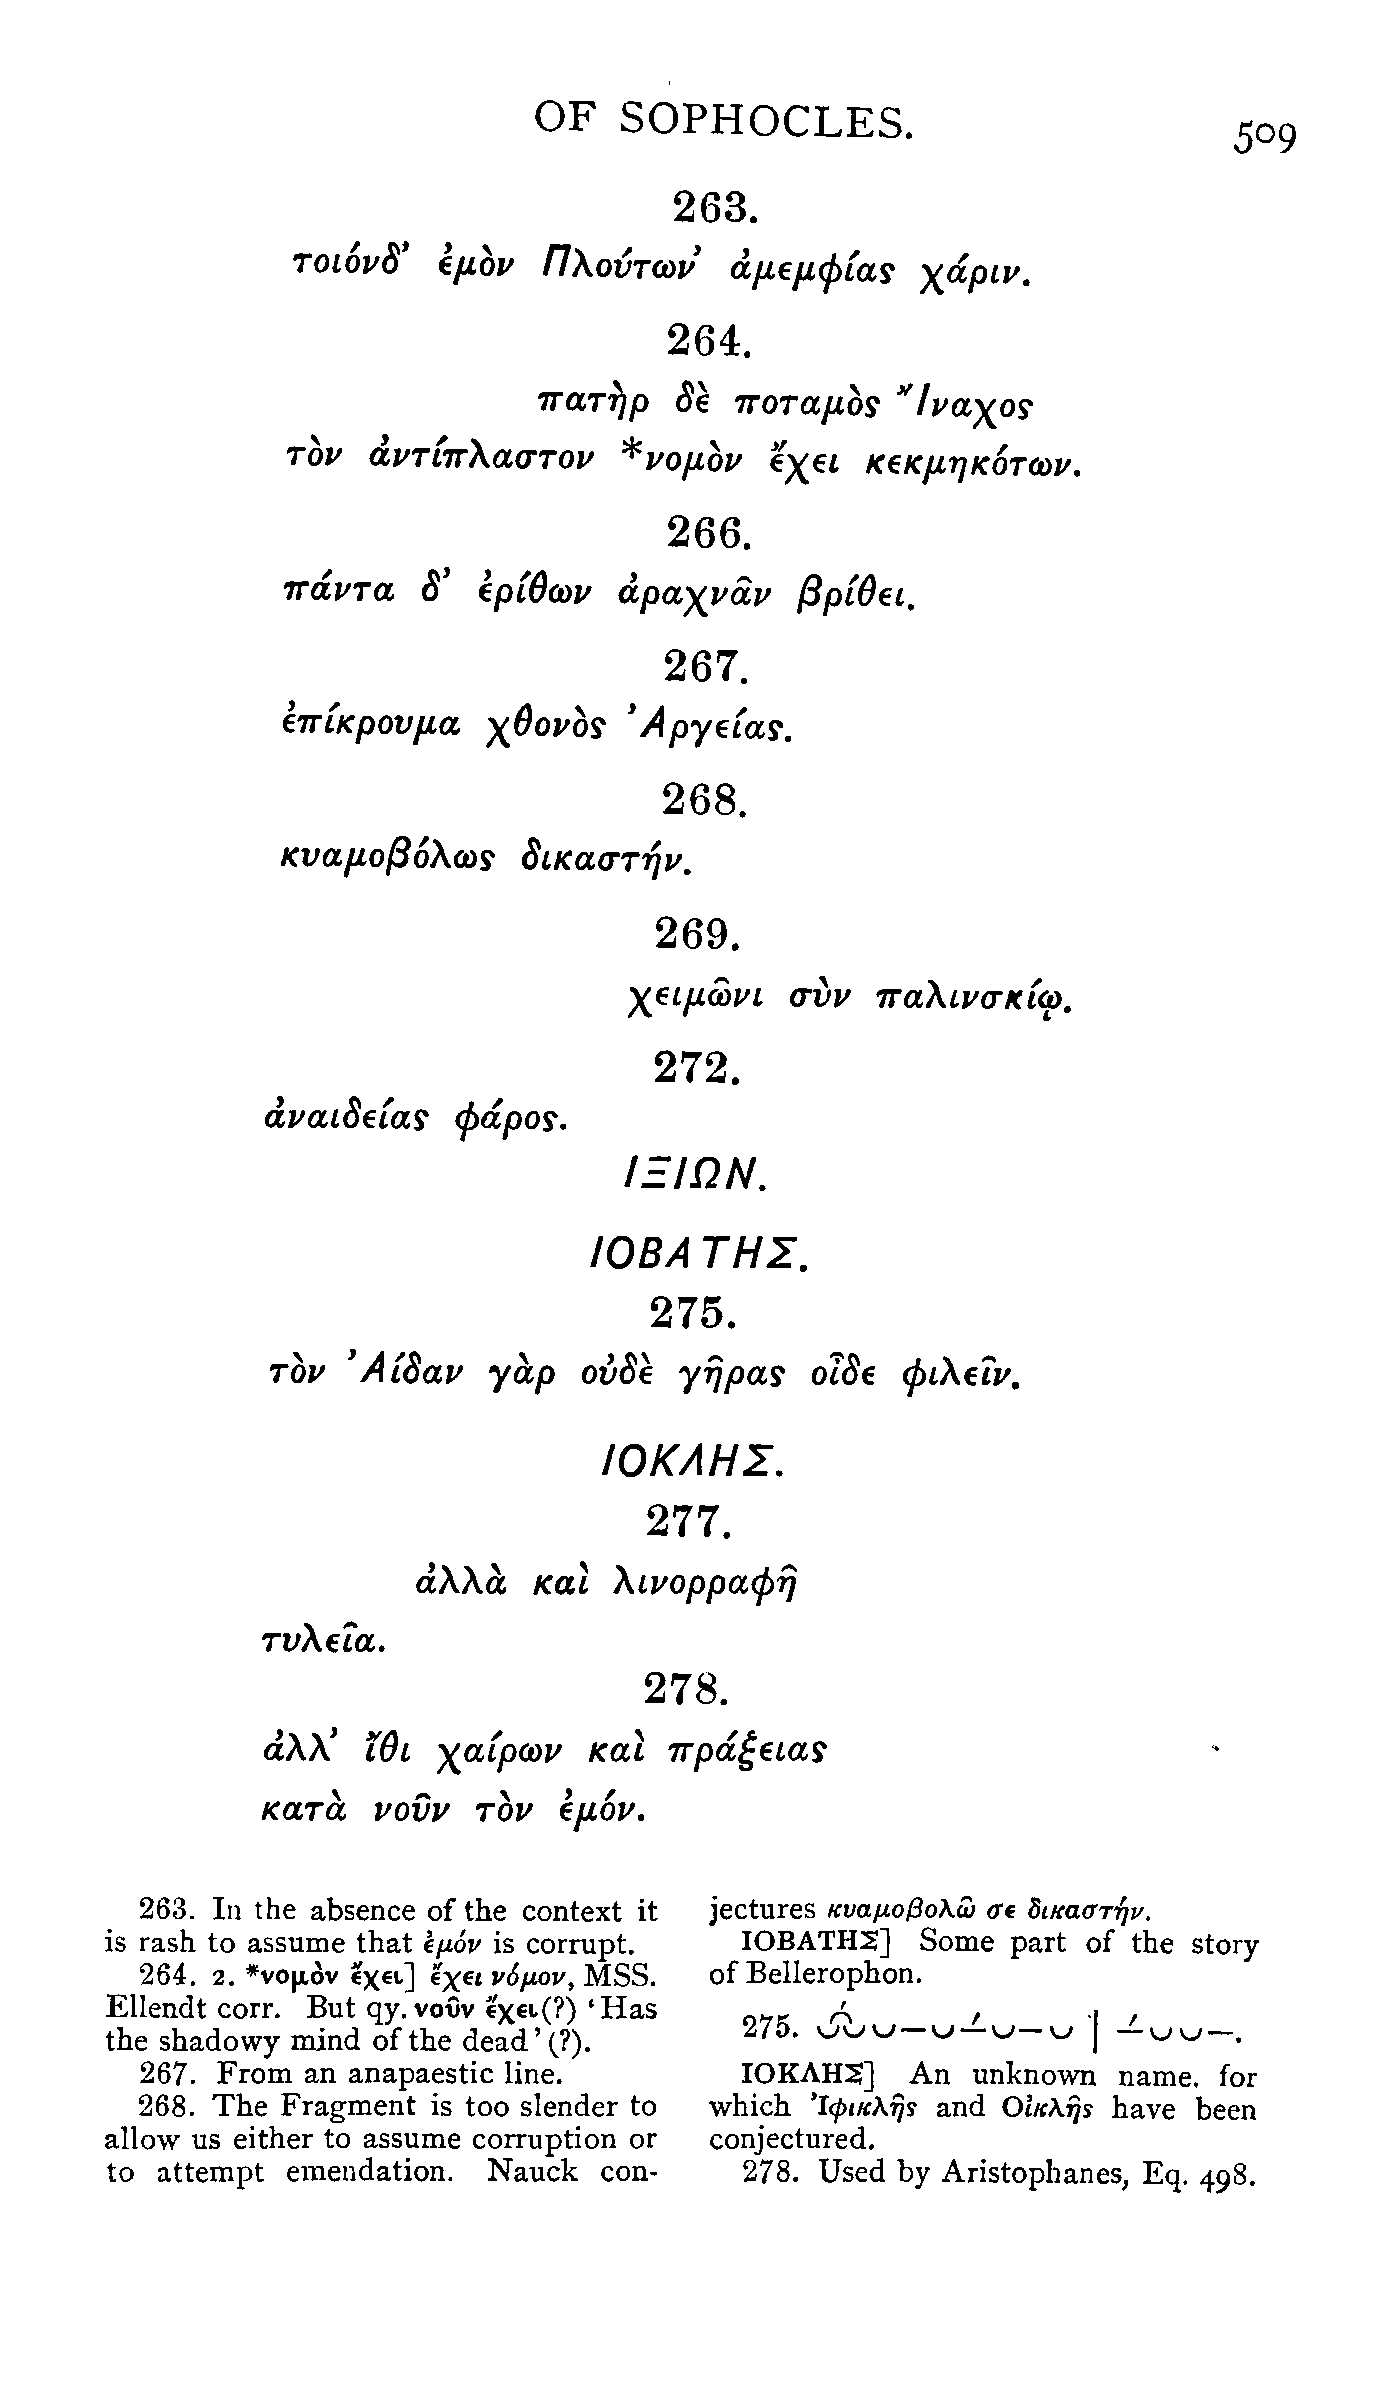 OF SOPHOCLES.
509
263.
τοιόνδ’ ἐμὸν Πλούτων’ ἀμεμφίας χάριν.
264.
πατὴρ δὲ ποταμὸς Ἴναχος
τὸν ἀντίπλαστον *νομὸν ἔχει κεκμηκότων.
266.
πάντα δ’ ἐρίθων ἀραχνᾶν βρίθει.
267.
ἐπίκρουμα χθονὸς Ἀργείας.
268.
κυαμοβόλως δικαστήν.
269.
χειμῶνι σὺν παλινσκίῳ.
272.
ἀναιδείας φάρος.
ΙΞΙΩΝ.
ΙΟΒΑΤΗΣ.
275.
τὸν Ἀίδαν γὰρ οὐδὲ γῆρας οἶδε φιλεῖν.
ΙΟΚΛΗΣ.
277.
ἀλλὰ καὶ λινορραφῆ
τυλεῖα.
278.
ἀλλ’ ἴθι χαίρων καὶ πράξειας
κατὰ νοῦν τὸν ἐμόν.
263. In the absence of the context it
is rash to assume that ἐμόν is corrupt.
264. 2. *νομὸν ἔχει] ἔχει νόμον, MSS.
Ellendt corr. But qy. νοῦν ἔχει(?) ‘Has
the shadowy mind of the dead’ (?).
267. From an anapaestic line.
268. The Fragment is too slender to
allow us either to assume corruption or
to attempt emendation. Nauck con-
jectures κυαμοβολῶ σε δικαστήν.
ΙΟΒΑΤΗΣ] Some part of the story
of Bellerophon.
275.
ΙΟΚΛΗΣ] An unknown name. for
which Ἰφικλῆς and Οἰκλῆς have been
conjectured.
278. Used by Aristophanes, Eq. 498.